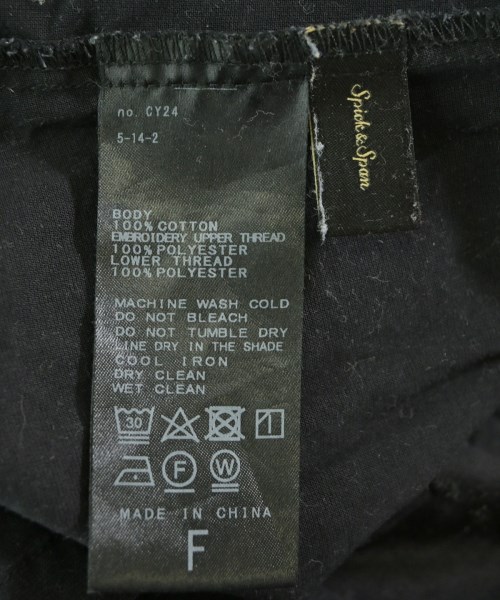 no. CY24
5-14-2
Spick&Span
BODY
100% COTTON
EMBROIDERY UPPER THREAD
100% POLYESTER
LOWER THREAD
100% POLYESTER
MACHINE WASH COLD
DO NOT BLEACH
DO NOT TUMBLE DRY
LINE DRY IN THE SHADE
COOL IRON
DRY CLEAN
WET CLEAN
30
F W
MADE IN CHINA
F